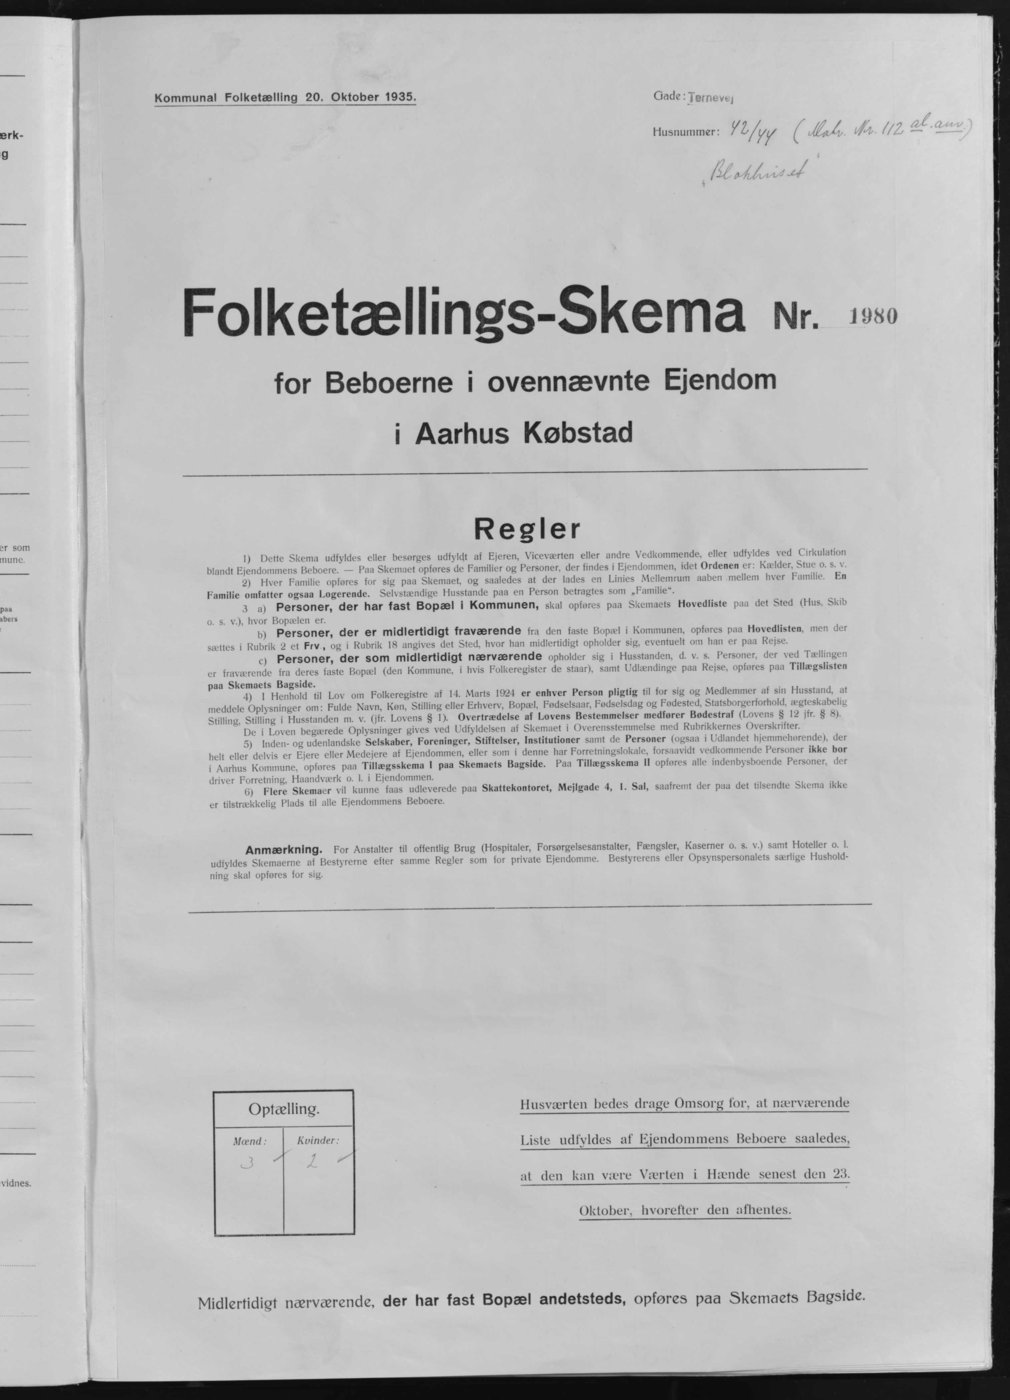 ærk-
g
er som
mune.
paa
abers
vidnes.
Kommunal Folketælling 20. Oktober 1935.
Gade: Ternevej
Husnummer: 42/44 (Matr. Nr. 112 al. anv)
„Blokhuset"
Folketællings-Skema Nr. 1980
for Beboerne i ovennævnte Ejendom
i Aarhus Købstad
Regler
1) Dette Skema udfyldes eller besørges udfyldt af Ejeren, Viceværten eller andre Vedkommende, eller udfyldes ved Cirkulation
blandt Ejendommens Beboere. — Paa Skemaet opføres de Familier og Personer, der findes i Ejendommen, idet Ordenen er: Kælder, Stue o. s. v.
2) Hver Familie opføres for sig paa Skemaet, og saaledes at der lades en Linies Mellemrum aaben mellem hver Familie. En
Familie omfatter ogsaa Logerende. Selvstændige Husstande paa en Person betragtes som „Familie".
3 a) Personer, der har fast Bopæl i Kommunen, skal opføres paa Skemaets Hovedliste paa det Sted (Hus, Skib
o. s. v.), hvor Bopælen er.
b) Personer, der er midlertidigt fraværende fra den faste Bopæl i Kommunen, opføres paa Hovedlisten, men der
sættes i Rubrik 2 et Frv., og i Rubrik 18 angives det Sted, hvor han midlertidigt opholder sig, eventuelt om han er paa Rejse.
c) Personer, der som midlertidigt nærværende opholder sig i Husstanden, d. v. s. Personer, der ved Tællingen
er fraværende fra deres faste Bopæl (den Kommune, i hvis Folkeregister de staar), samt Udlændinge paa Rejse, opføres paa Tillægslisten
paa Skemaets Bagside.
4) I Henhold til Lov om Folkeregistre af 14. Marts 1924 er enhver Person pligtig til for sig og Medlemmer af sin Husstand, at
meddele Oplysninger om: Fulde Navn, Køn, Stilling eller Erhverv, Bopæl, Fødselsaar, Fødselsdag og Fødested, Statsborgerforhold, ægteskabelig
Stilling, Stilling i Husstanden m. v. (jfr. Lovens § 1). Overtrædelse af Lovens Bestemmelser medfører Bødestraf (Lovens § 12 jfr. § 8).
De i Loven begærede Oplysninger gives ved Udfyldelsen af Skemaet i Overensstemmelse med Rubrikkernes Overskrifter.
5) Inden- og udenlandske Selskaber, Foreninger, Stiftelser, Institutioner samt de Personer (ogsaa i Udlandet hjemmehørende), der
helt eller delvis er Ejere eller Medejere af Ejendommen, eller som i denne har Forretningslokale, forsaavidt vedkommende Personer ikke bor
i Aarhus Kommune, opføres paa Tillægsskema I paa Skemaets Bagside. Paa Tillægsskema II opføres alle indenbysboende Personer, der
driver Forretning, Haandværk o. l. i Ejendommen.
6) Flere Skemaer vil kunne faas udleverede paa Skattekontoret, Mejlgade 4, 1. Sal, saafremt der paa det tilsendte Skema ikke
er tilstrækkelig Plads til alle Ejendommens Beboere.
Anmærkning. For Anstalter til offentlig Brug (Hospitaler, Forsørgelsesanstalter, Fængsler, Kaserner o. s. v.) samt Hoteller o. l.
udfyldes Skemaerne af Bestyrerne efter samme Regler som for private Ejendomme. Bestyrerens eller Opsynspersonalets særlige Hushold-
ning skal opføres for sig.
Optælling.
Mænd: Kvinder:
3 2
Husværten bedes drage Omsorg for, at nærværende
Liste udfyldes af Ejendommens Beboere saaledes,
at den kan være Værten i Hænde senest den 23.
Oktober, hvorefter den afhentes.
Midlertidigt nærværende, der har fast Bopæl andetsteds, opføres paa Skemaets Bagside.